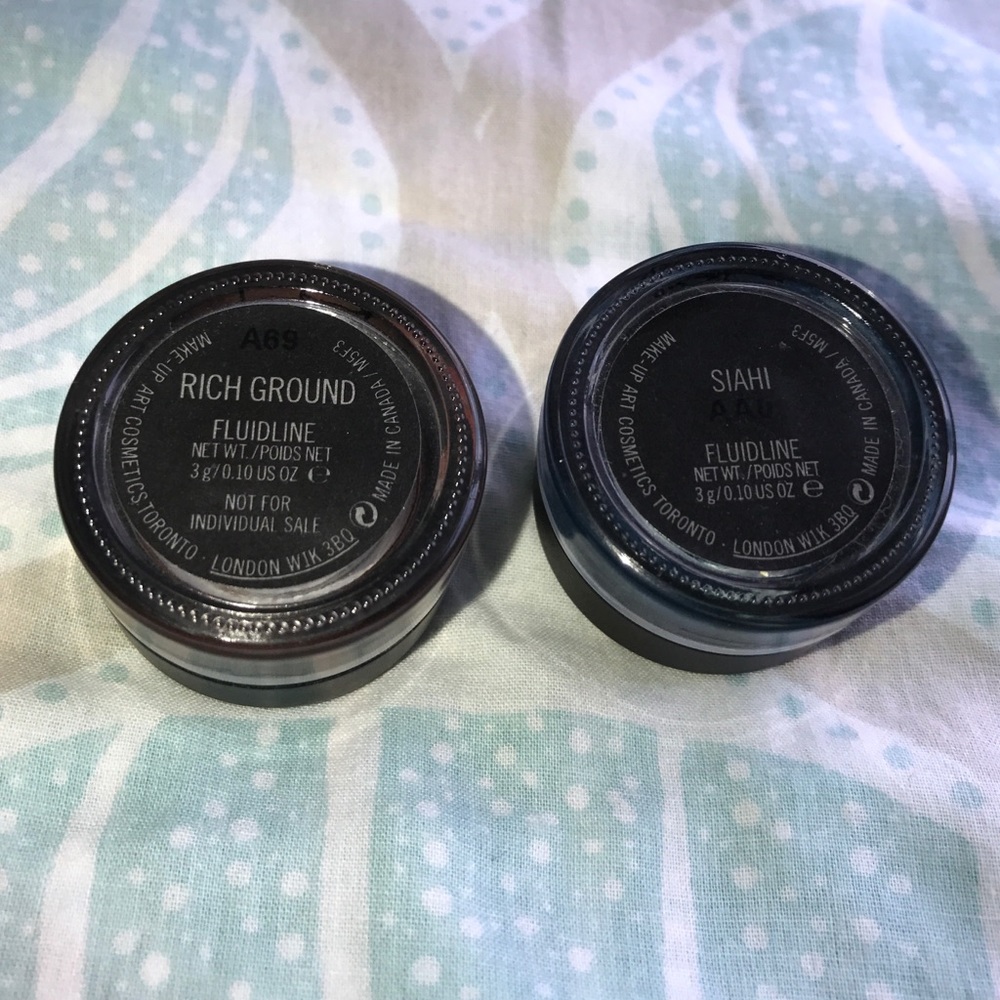 A69
RICH GROUND
FLUIDLINE
NET WT./POIDS NET
3 g/0.10 US OZ e
NOT FOR
INDIVIDUAL SALE
MAKE-UP ART COSMETICS, TORONTO · LONDON W1K 3BQ
MADE IN CANADA / M5F3
SIAHI
FLUIDLINE
NET WT./POIDS NET
3 g/0.10 US OZ e
MAKE-UP ART COSMETICS TORONTO · LONDON W1K 3BQ
MADE IN CANADA / M5F3